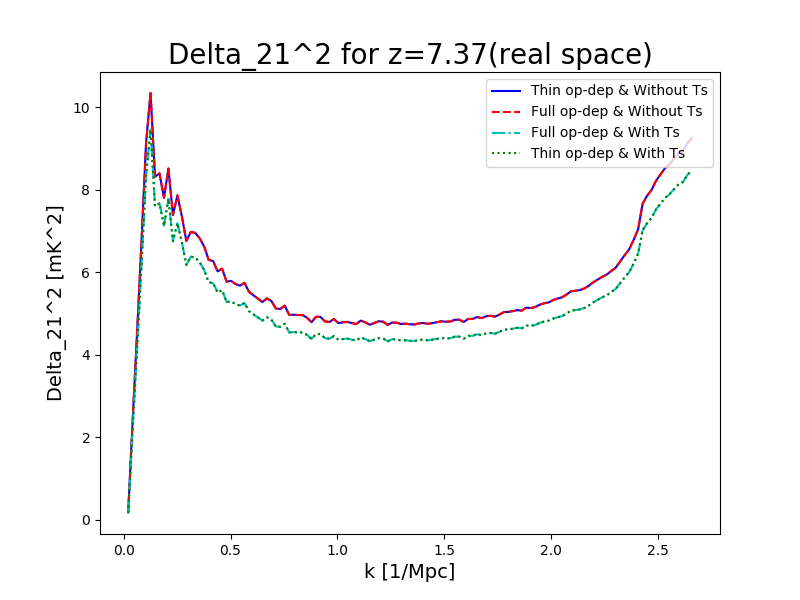 Delta_21^2 for z=7.37(real space)
Thin op-dep & Without Ts
Full op-dep & Without Ts
Full op-dep & With Ts
Thin op-dep & With Ts
Delta_21^2 [mK^2]
10
8
6
4
2
0
0.0 0.5 1.0 1.5 2.0 2.5
k [1/Mpc]